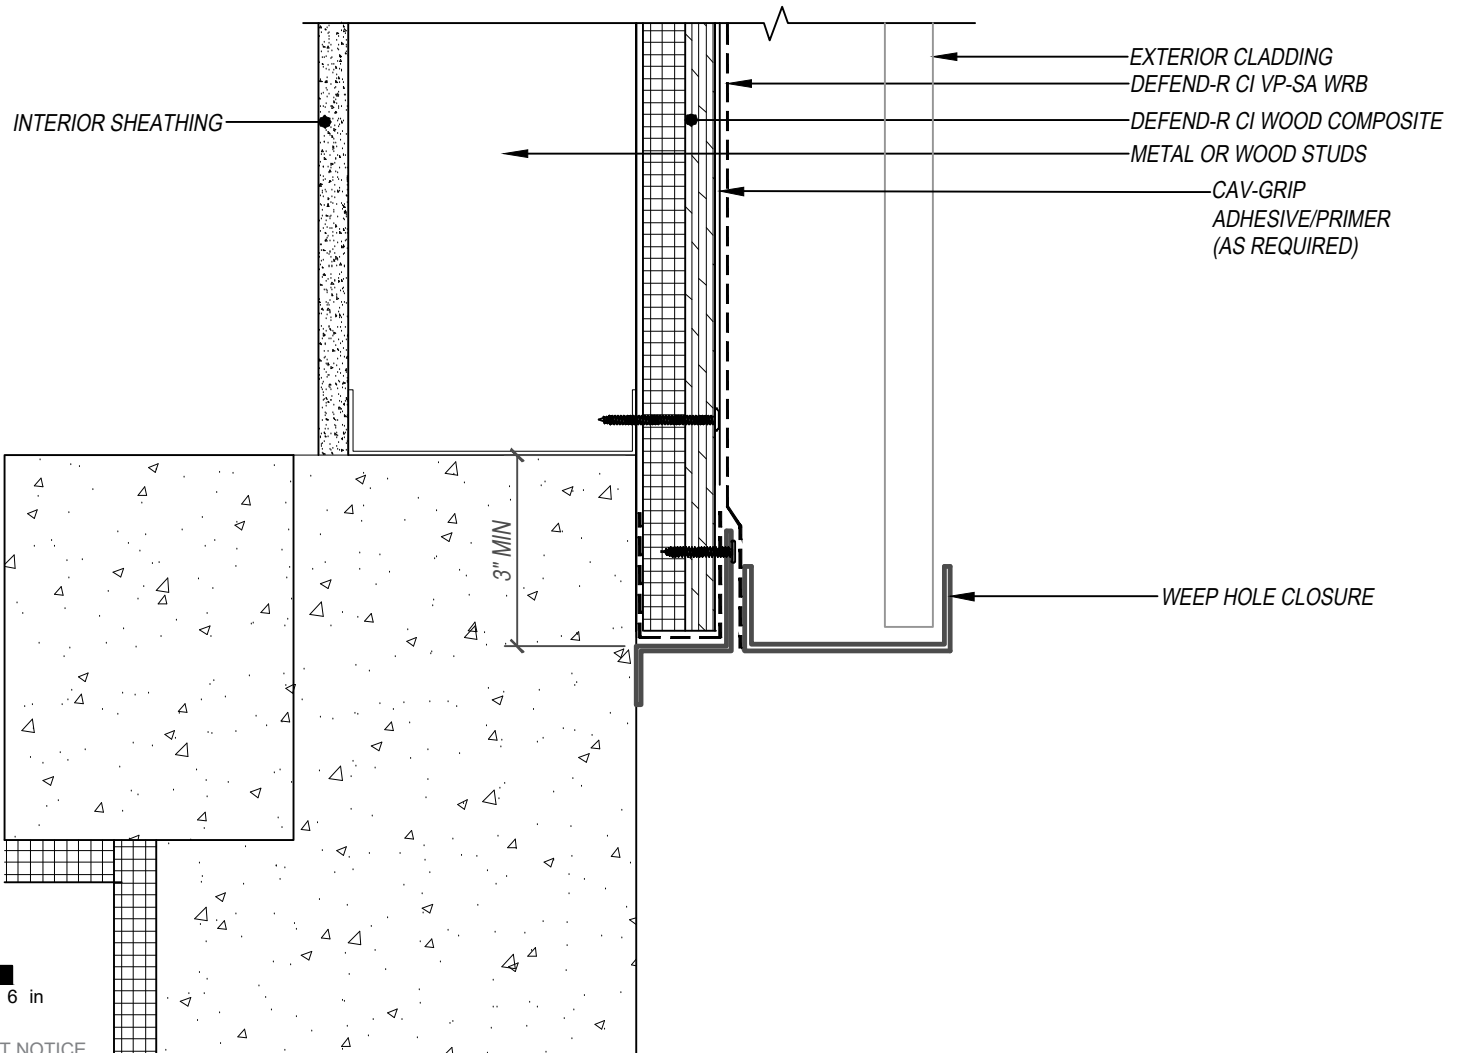 EXTERIOR CLADDING
DEFEND-R CI VP-SA WRB
INTERIOR SHEATHING
DEFEND-R CI WOOD COMPOSITE
METAL OR WOOD STUDS
CAV-GRIP
ADHESIVE/PRIMER
(AS REQUIRED)
3" MIN
WEEP HOLE CLOSURE
6 in
T NOTICE